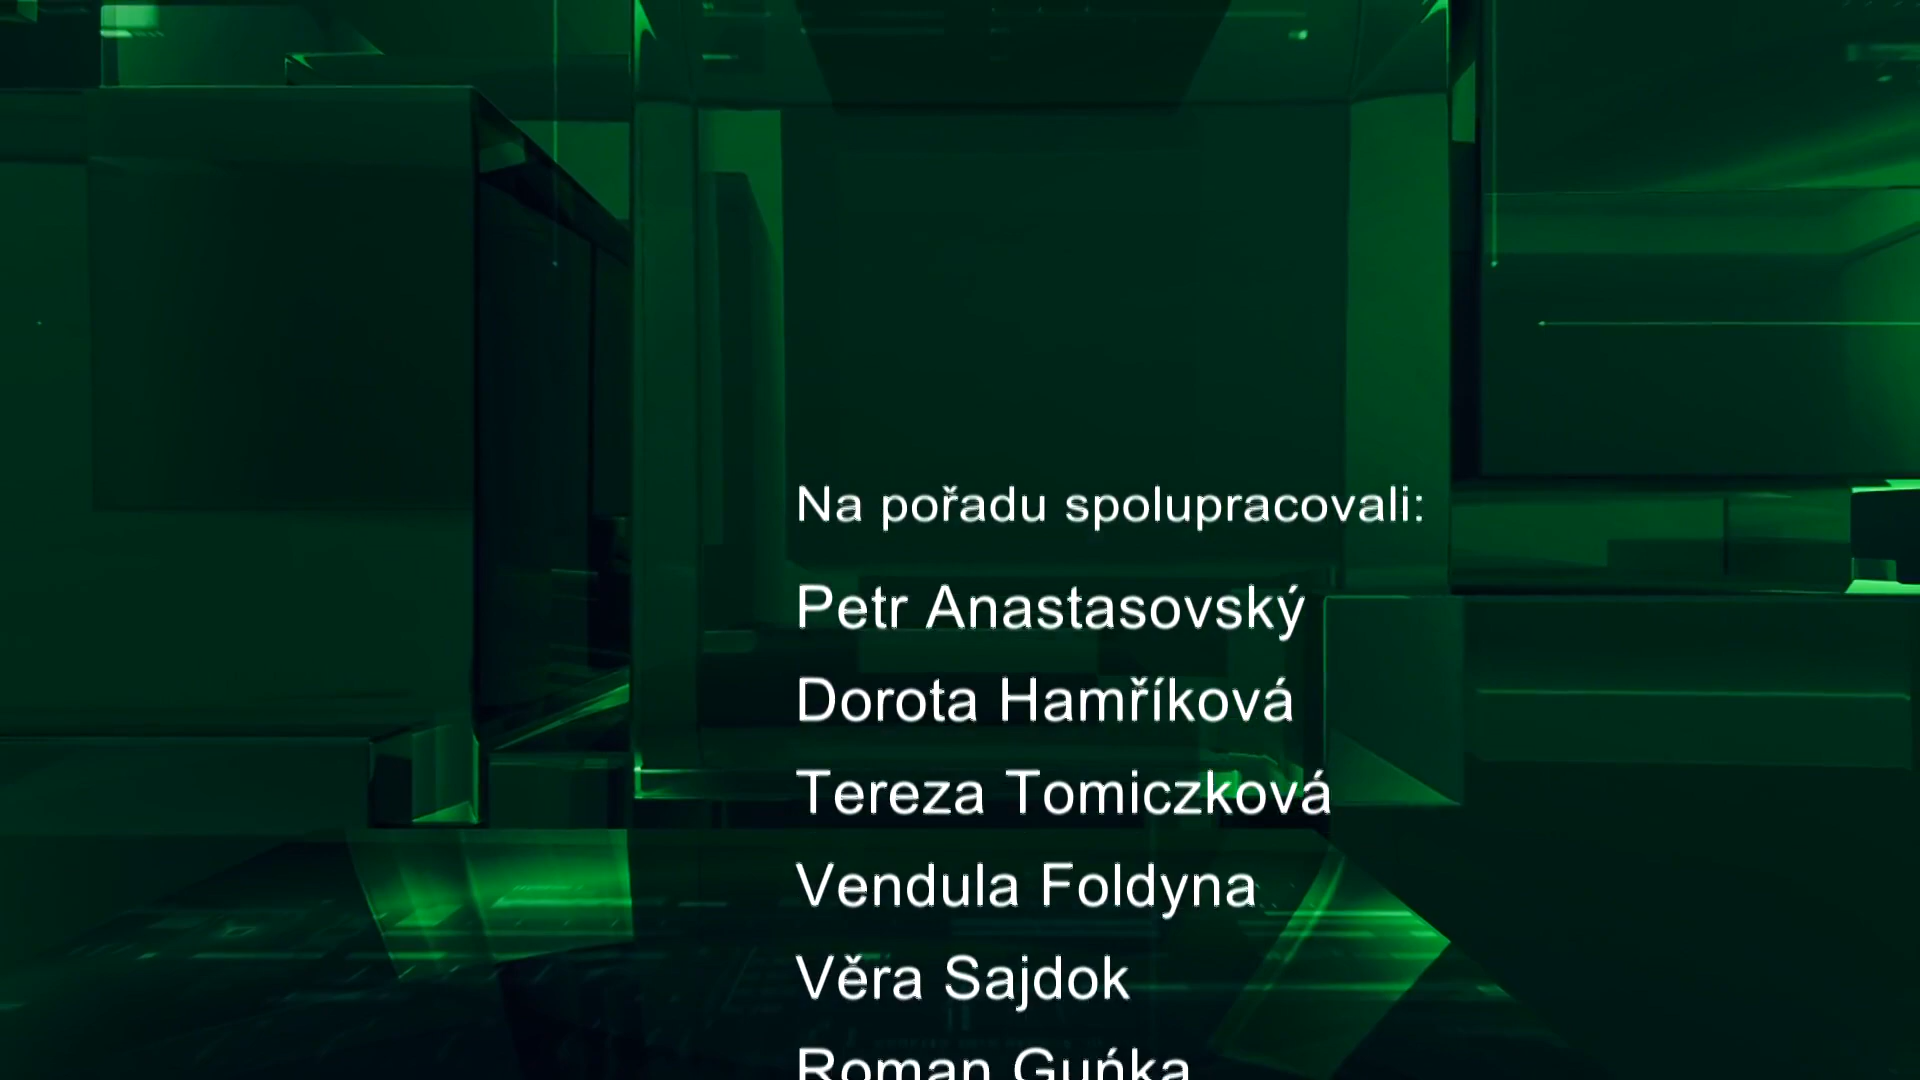 Na pořadu spolupracovali:
Petr Anastasovský
Dorota Hamříková
Tereza Tomiczková
Vendula Foldyna
Věra Sajdok
Roman Guńka